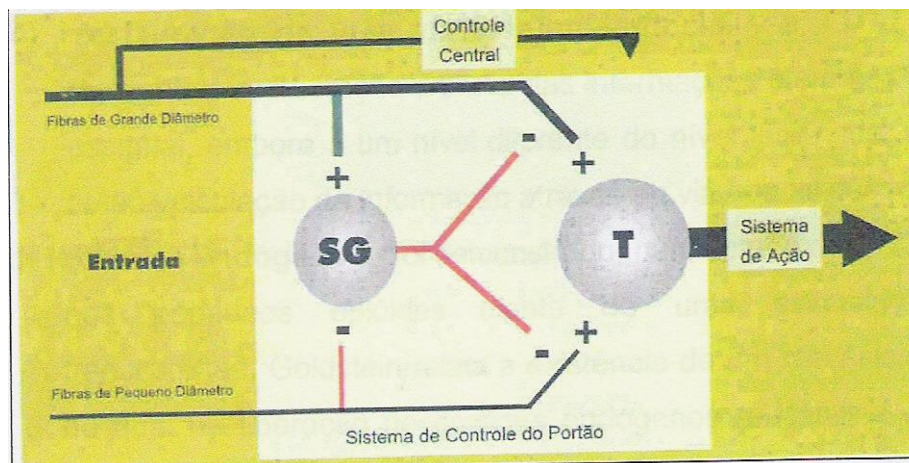 Controle
Central
Fibras de Grande Diâmetro
-
+
+
SG
T
Entrada
Sistema
de Ação
-
-
+
Fibras de Pequeno Diâmetro
Sistema de Controle do Portão